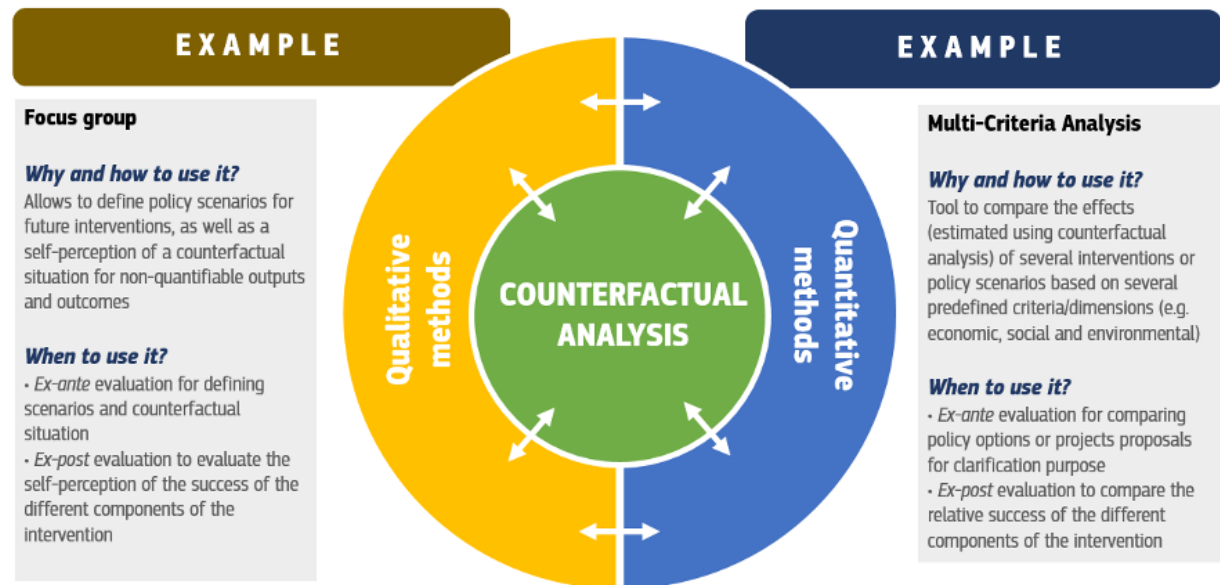 EXAMPLE
Focus group
Why and how to use it?
Allows to define policy scenarios for
future interventions, as well as a
self-perception of a counterfactual
situation for non-quantifiable outputs
and outcomes
When to use it?
• Ex-ante evaluation for defining
scenarios and counterfactual
situation
• Ex-post evaluation to evaluate the
self-perception of the success of the
different components of the
intervention
Qualitative
methods
COUNTERFACTUAL
ANALYSIS
Quantitative
methods
EXAMPLE
Multi-Criteria Analysis
Why and how to use it?
Tool to compare the effects
(estimated using counterfactual
analysis) of several interventions or
policy scenarios based on several
predefined criteria/dimensions (e.g.
economic, social and environmental)
When to use it?
• Ex-ante evaluation for comparing
policy options or projects proposals
for clarification purpose
• Ex-post evaluation to compare the
relative success of the different
components of the intervention